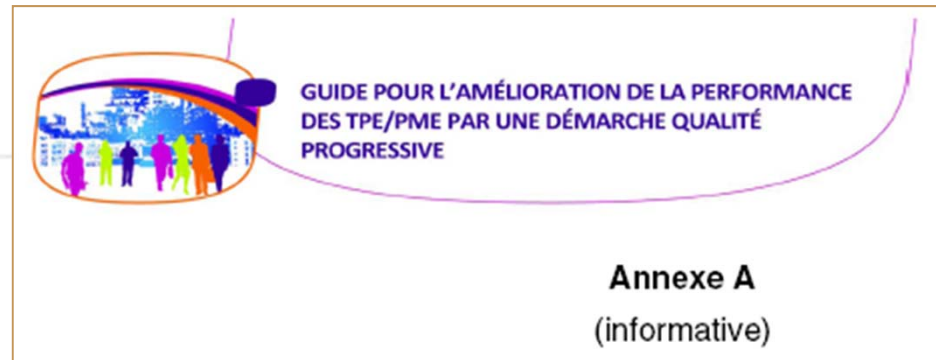 GUIDE POUR L'AMÉLIORATION DE LA PERFORMANCE
DES TPE/PME PAR UNE DÉMARCHE QUALITÉ
PROGRESSIVE
Annexe A
(informative)